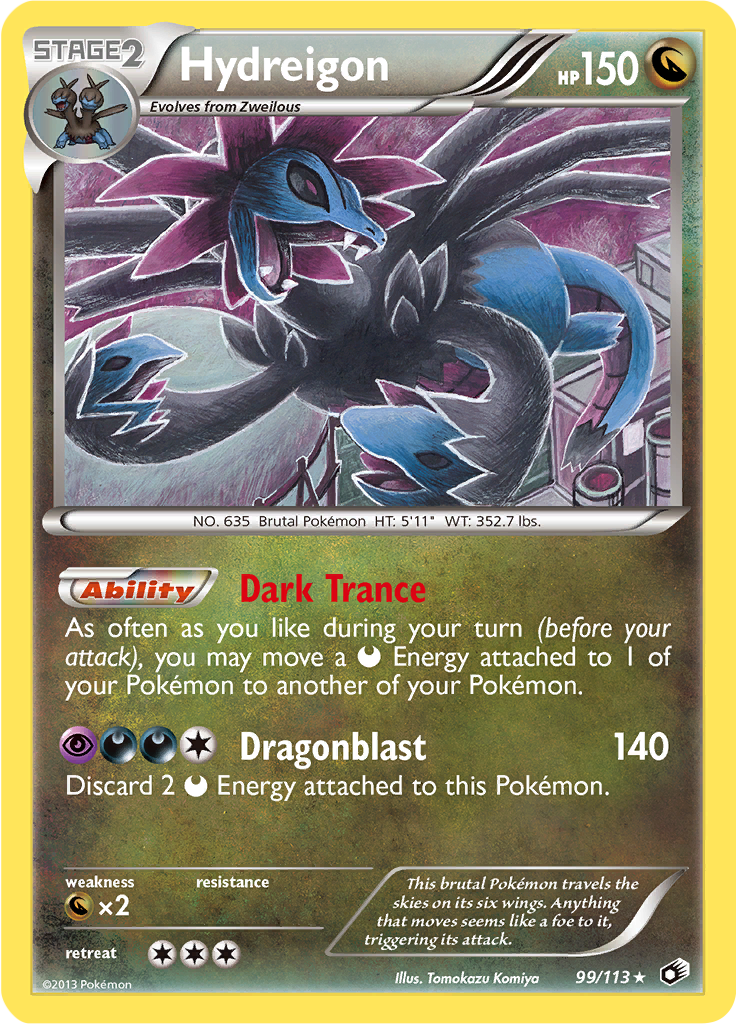 STAGE2
Hydreigon
HP150
Evolves from Zweilous
NO. 635 Brutal Pokémon HT: 5'11" WT: 352.7 lbs.
Ability Dark Trance
As often as you like during your turn (before your
attack), you may move a Energy attached to 1 of
your Pokémon to another of your Pokémon.
Dragonblast 140
Discard 2 Energy attached to this Pokémon.
weakness resistance
×2
retreat
This brutal Pokémon travels the
skies on its six wings. Anything
that moves seems like a foe to it,
triggering its attack.
©2013 Pokémon
Illus. Tomokazu Komiya
99/113★